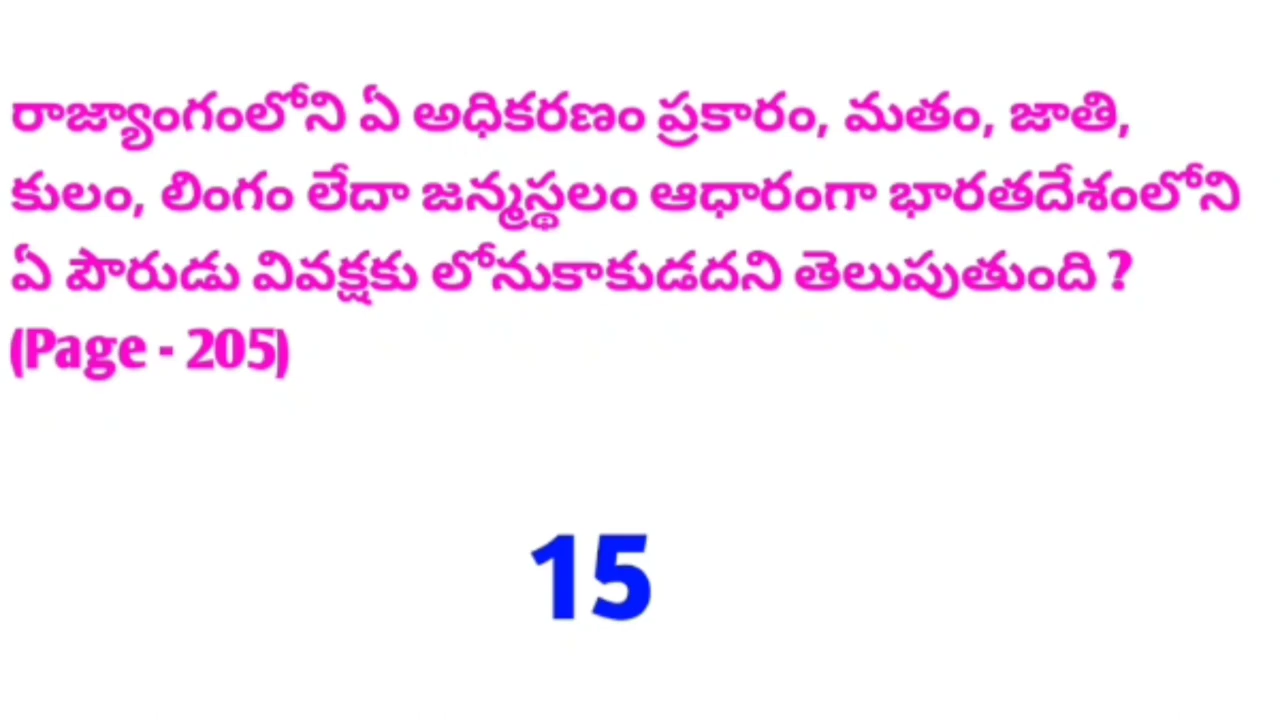 రాజ్యాంగంలోని ఏ అధికరణం ప్రకారం, మతం, జాతి,
కులం, లింగం లేదా జన్మస్థలం ఆధారంగా భారతదేశంలోని
ఏ పౌరుడు వివక్షకు లోనుకాకుడదని తెలుపుతుంది ?
(Page - 205)
15